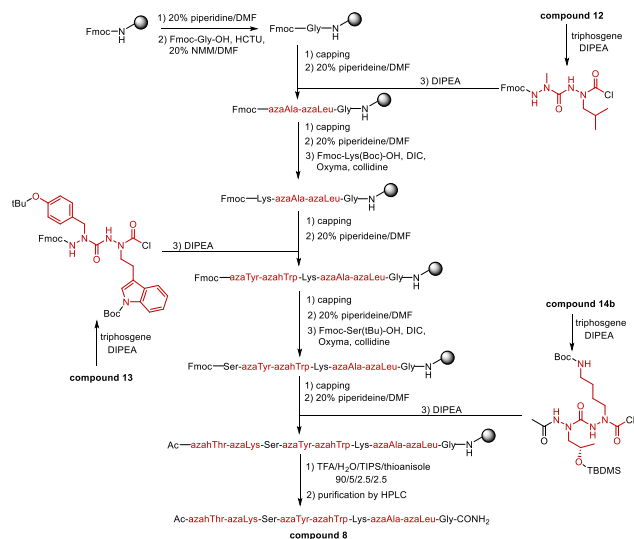 Fmoc—N
H
1) 20% piperidine/DMF
2) Fmoc-Gly-OH, HCTU,
20% NMM/DMF
Fmoc—Gly—N
H
compound 12
triphosgene
DIPEA
1) capping
2) 20% piperideine/DMF
3) DIPEA
Fmoc
N
H
N
O
H
N
N
O
Cl
Fmoc—azaAla-azaLeu-Gly—N
H
1) capping
2) 20% piperidine/DMF
3) Fmoc-Lys(Boc)-OH, DIC,
Oxyma, collidine
Fmoc—Lys-azaAla-azaLeu-Gly—N
H
tBu
O
Fmoc
N
H
N
O
H
N
N
O
Cl
N
Boc
3) DIPEA
1) capping
2) 20% piperidine/DMF
Fmoc—azaTyr-azahTrp-Lys-azaAla-azaLeu-Gly—N
H
triphosgene
DIPEA
compound 13
1) capping
2) 20% piperidine/DMF
3) Fmoc-Ser(tBu)-OH, DIC,
Oxyma, collidine
compound 14b
triphosgene
DIPEA
Fmoc—Ser-azaTyr-azahTrp-Lys-azaAla-azaLeu-Gly—N
H
1) capping
2) 20% piperideine/DMF
3) DIPEA
Boc
NH
O
H
N
N
O
N
H
N
O
Cl
O
TBDMS
Ac—azahThr-azaLys-Ser-azaTyr-azahTrp-Lys-azaAla-azaLeu-Gly—N
H
1) TFA/H2O/TIPS/thioanisole
90/5/2.5/2.5
2) purification by HPLC
Ac-azahThr-azaLys-Ser-azaTyr-azahTrp-Lys-azaAla-azaLeu-Gly-CONH2
compound 8